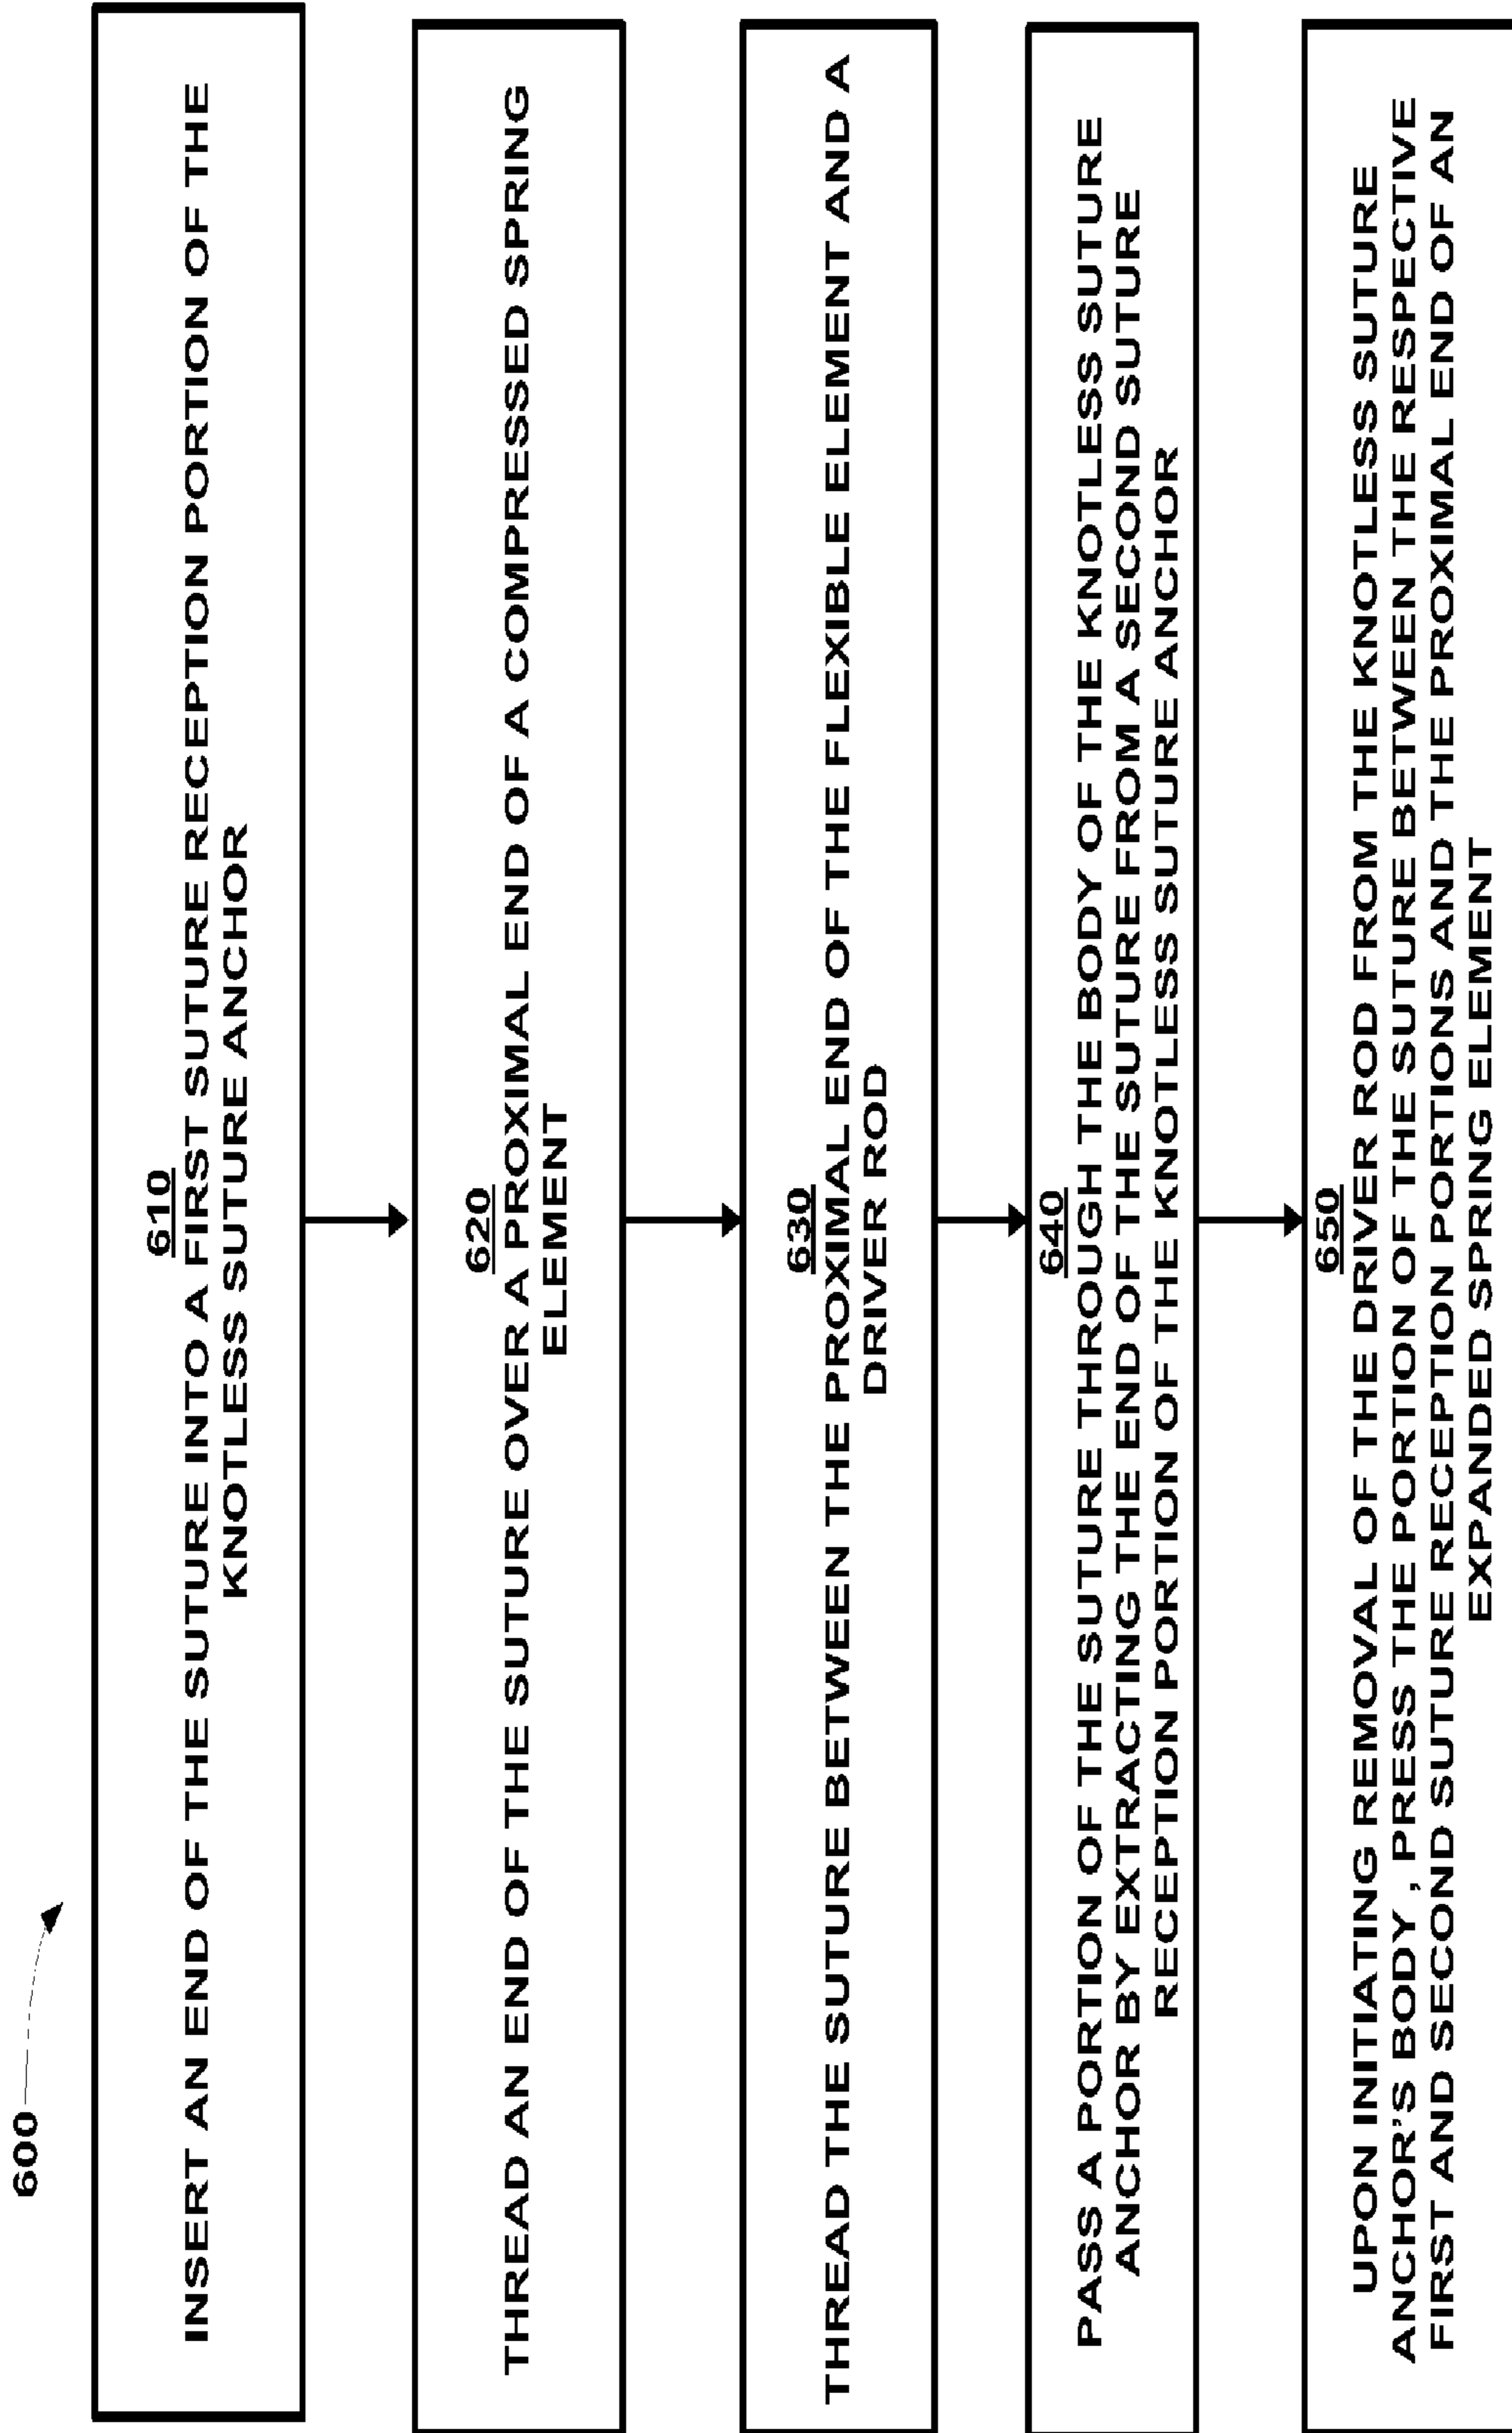 600
610
INSERT AN END OF THE SUTURE INTO A FIRST SUTURE RECEPTION PORTION OF THE
KNOTLESS SUTURE ANCHOR
620
THREAD AN END OF THE SUTURE OVER A PROXIMAL END OF A COMPRESSED SPRING
ELEMENT
630
THREAD THE SUTURE BETWEEN THE PROXIMAL END OF THE FLEXIBLE ELEMENT AND A
DRIVER ROD
640
PASS A PORTION OF THE SUTURE THROUGH THE BODY OF THE KNOTLESS SUTURE
ANCHOR BY EXTRACTING THE END OF THE SUTURE FROM A SECOND SUTURE
RECEPTION PORTION OF THE KNOTLESS SUTURE ANCHOR
650
UPON INITIATING REMOVAL OF THE DRIVER ROD FROM THE KNOTLESS SUTURE
ANCHOR'S BODY , PRESS THE PORTION OF THE SUTURE BETWEEN THE RESPECTIVE
FIRST AND SECOND SUTURE RECEPTION PORTIONS AND THE PROXIMAL END OF AN
EXPANDED SPRING ELEMENT